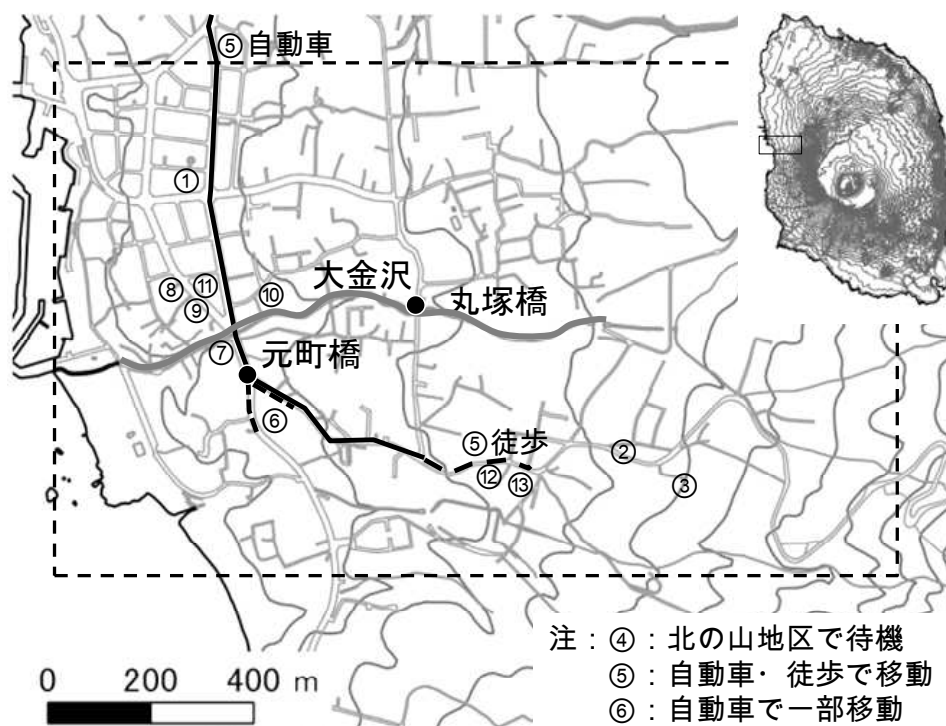 ⑤自動車
①
大金沢
丸塚橋
⑧
⑪
⑩
⑨
⑦
元町橋
⑥
⑤徒歩
②
⑫
⑬
③
注：④：北の山地区で待機
⑤：自動車・徒歩で移動
⑥：自動車で一部移動
0 200 400 m